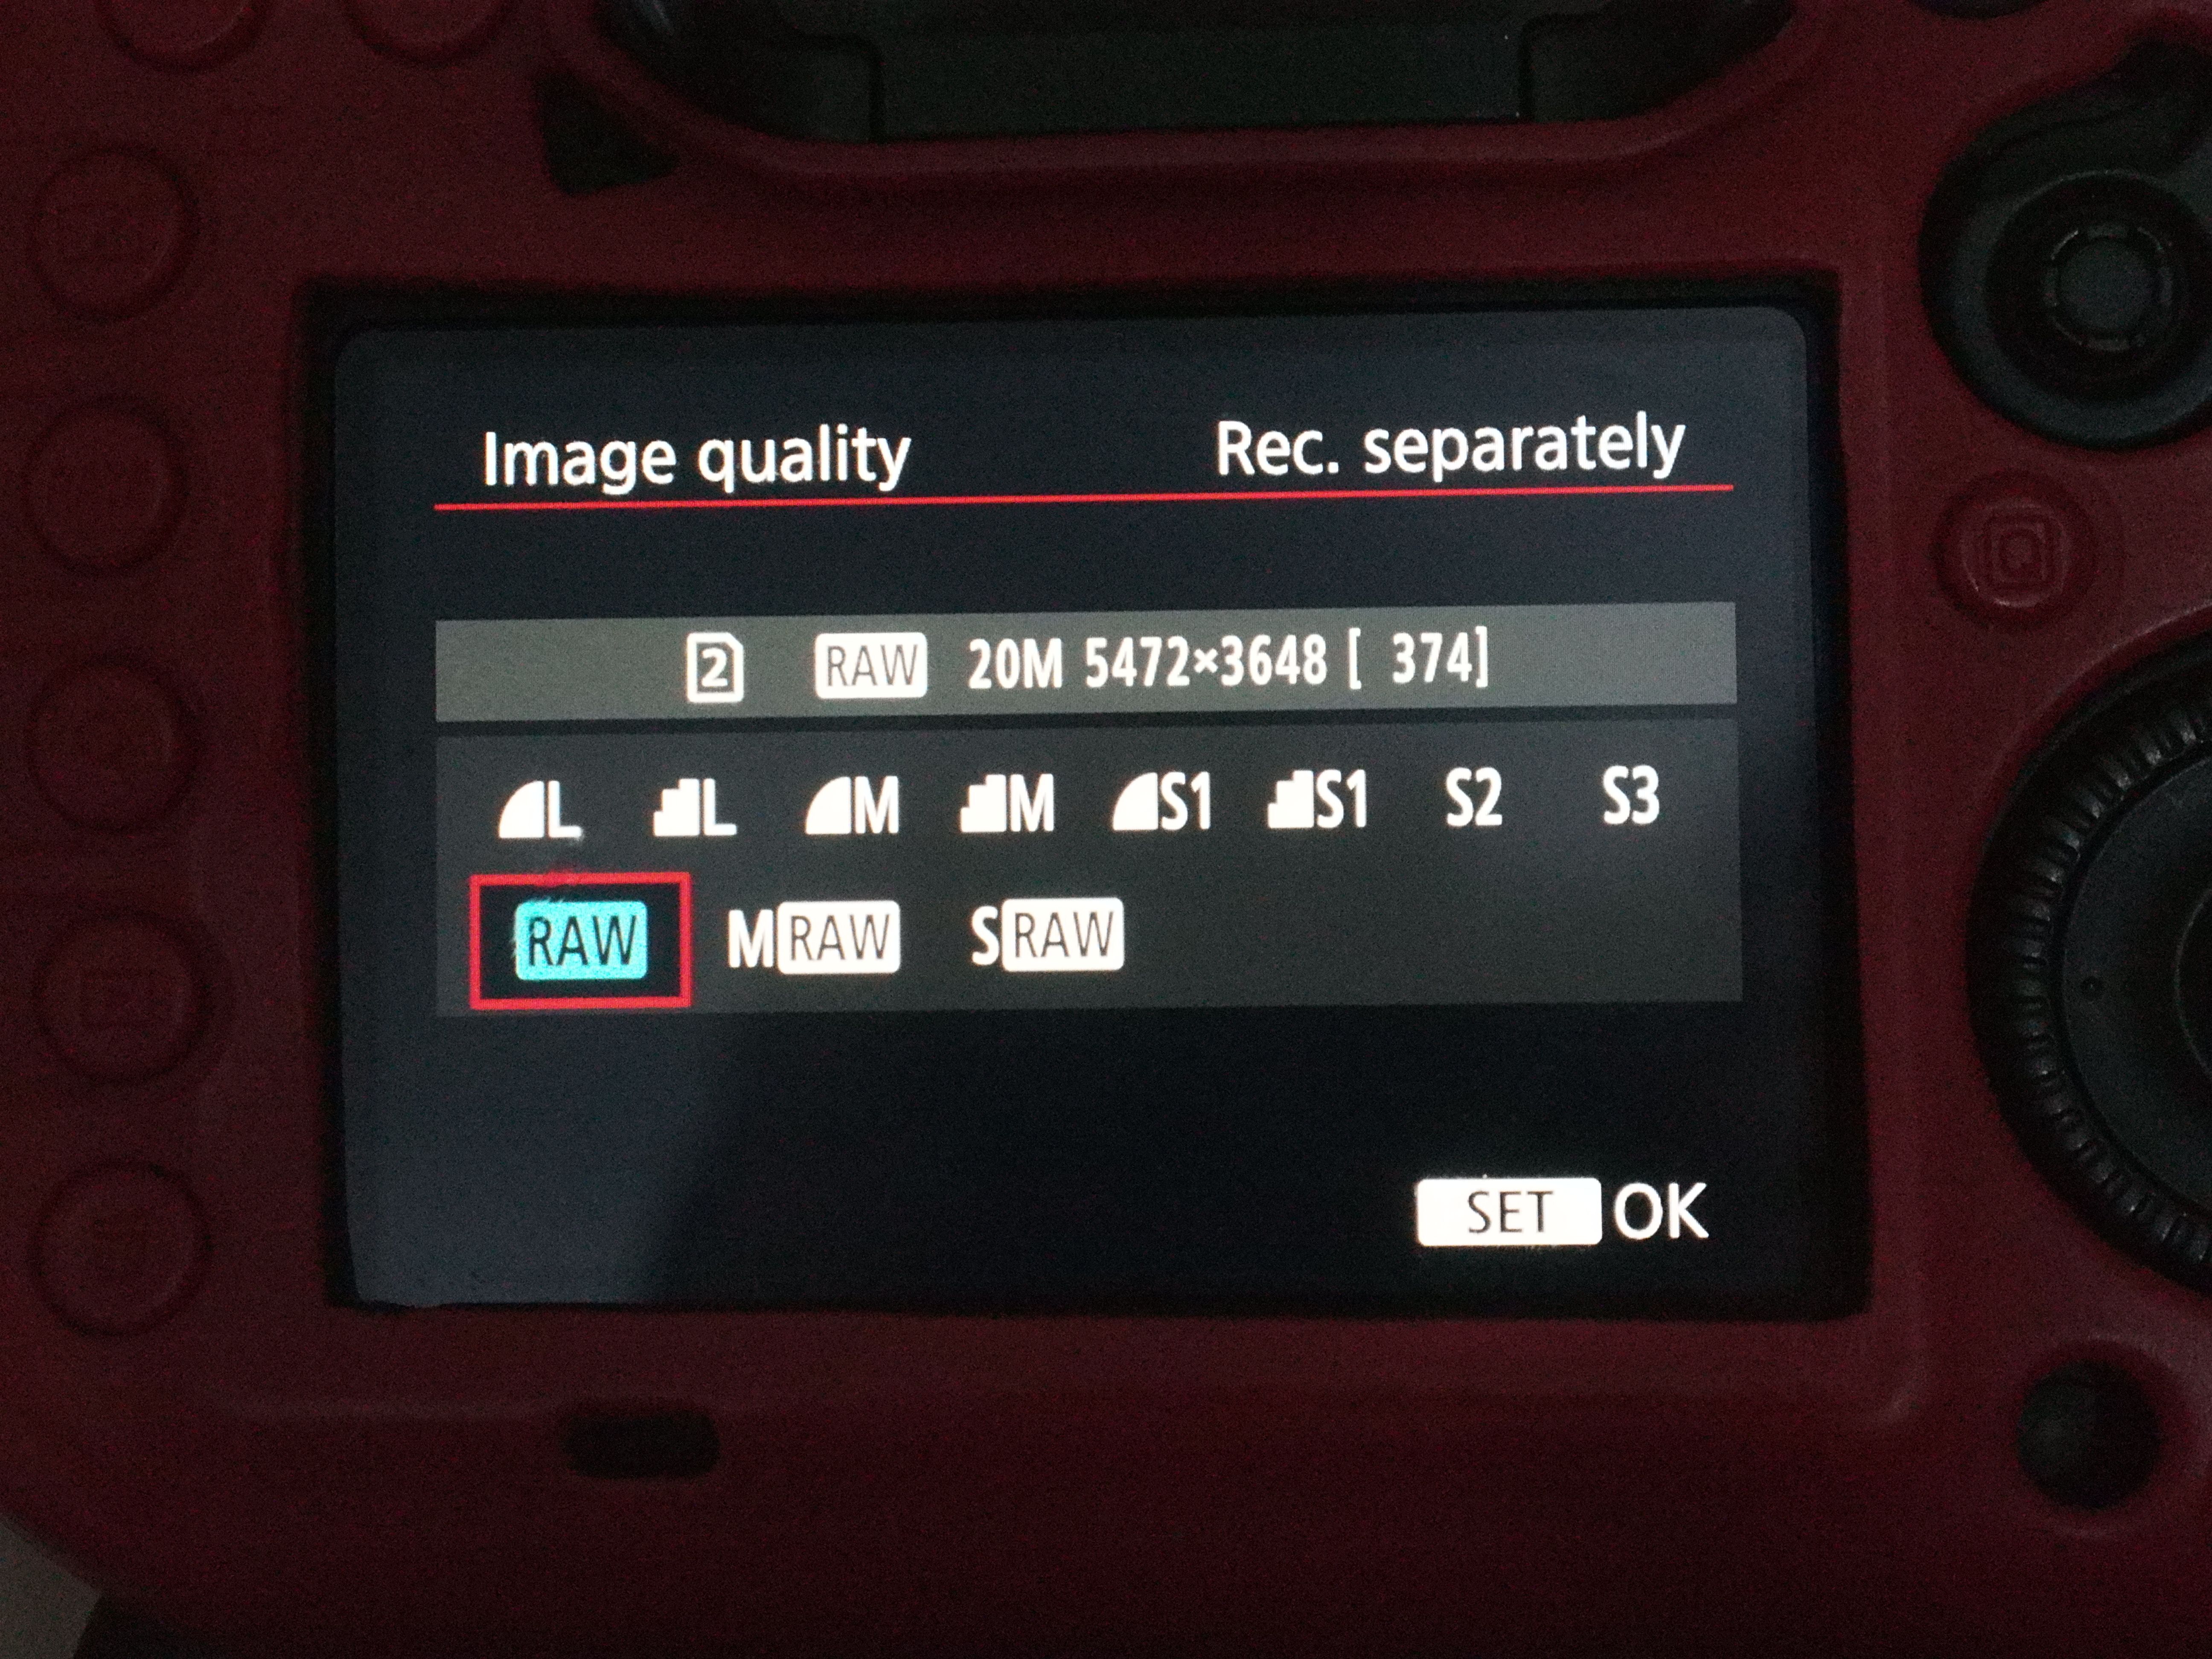 Image quality Rec. separately
2 RAW 20M 5472×3648 [ 374]
L L M M S1 S1 S2 S3
RAW MRAW SRAW
SET OK
Q